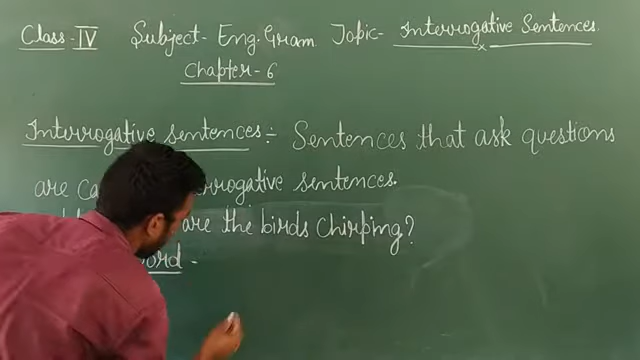 Class - IV Subject - Eng. Gram. Topic - Interrogative Sentences.
Chapter - 6
Interrogative sentences :- Sentences that ask questions
are ca rrogative sentences.
are the birds chirping?
ord -